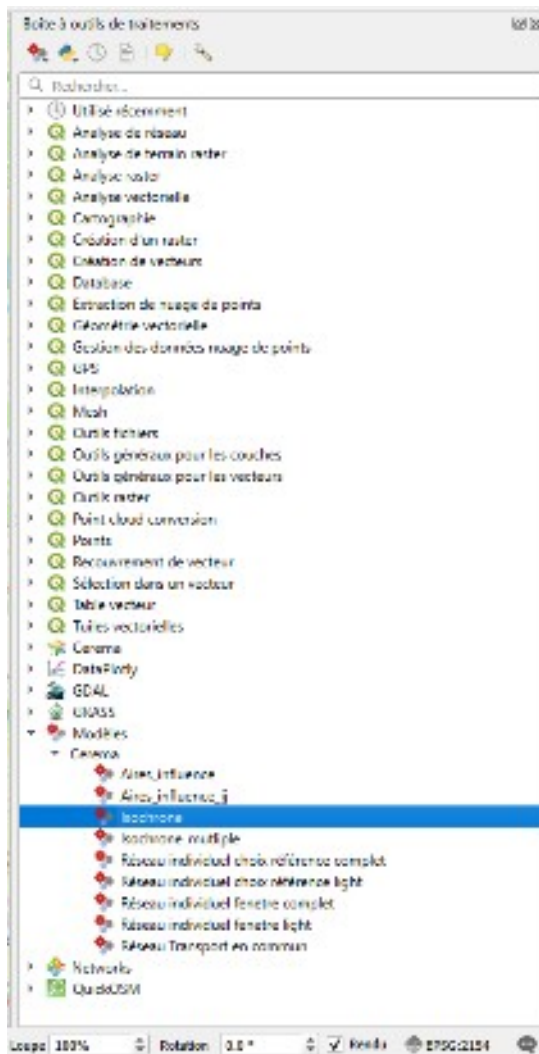 Boîte à outils de traitements
Rechercher...
Utilisé récemment
Analyse de réseau
Analyse de terrain raster
Analyse raster
Analyse vectorielle
Cartographie
Création d'un raster
Création de vecteurs
Database
Extraction de nuage de points
Géométrie vectorielle
Gestion des données nuage de points
GPS
Interpolation
Mesh
Outils fichiers
Outils généraux pour les couches
Outils généraux pour les vecteurs
Outils raster
Point cloud conversion
Points
Recouvrement de vecteur
Sélection dans un vecteur
Table vecteur
Tuiles vectorielles
Cerema
DataPlotly
GDAL
GRASS
Modèles
Cerema
Aires_influence
Aires_influence_jj
Isochrone
Isochrone mutliple
Réseau individuel choix référence complet
Réseau individuel choix référence light
Réseau individuel fenetre complet
Réseau individuel fenetre light
Réseau Transport en commun
Networks
QuickOSM
Loupe 100% Rotation 0.0 ° Rendu EPSG:2154